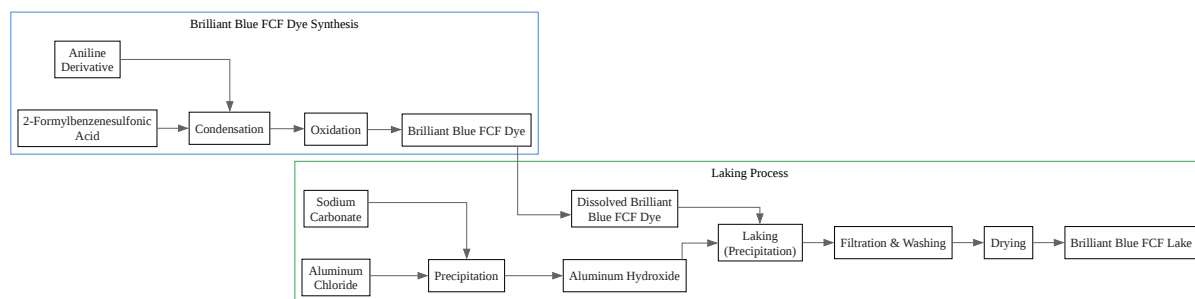 Brilliant Blue FCF Dye Synthesis
Aniline
Derivative
2-Formylbenzenesulfonic
Acid
Condensation
Oxidation
Brilliant Blue FCF Dye
Laking Process
Sodium
Carbonate
Dissolved Brilliant
Blue FCF Dye
Laking
(Precipitation)
Filtration & Washing
Drying
Brilliant Blue FCF Lake
Aluminum
Chloride
Precipitation
Aluminum Hydroxide